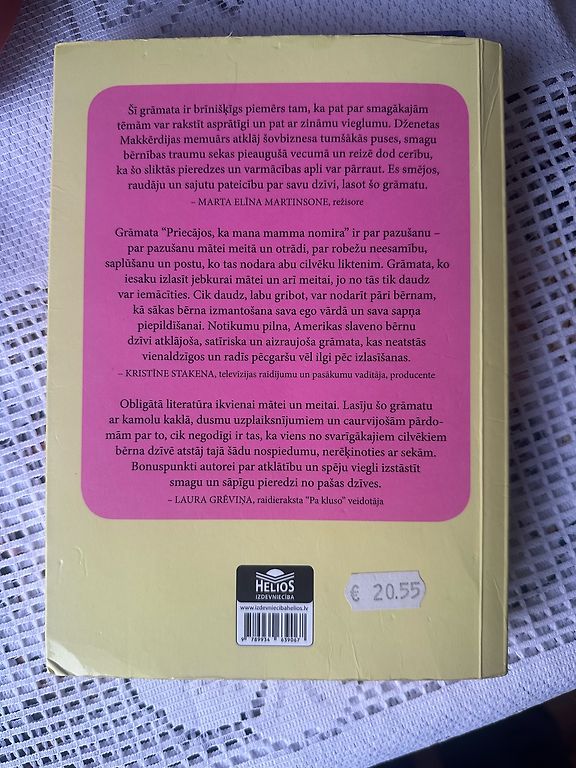 Šī grāmata ir brīnišķīgs piemērs tam, ka pat par smagākajām
tēmām var rakstīt asprātīgi un pat ar zināmu vieglumu. Dženetas
Makkērdijas memuārs atklāj šovbiznesa tumšākās puses, smagu
bērnības traumu sekas pieaugušā vecumā un reizē dod cerību,
ka šo sliktās pieredzes un varmācības apli var pārraut. Es smējos,
raudāju un sajutu pateicību par savu dzīvi, lasot šo grāmatu.
– MARTA ELĪNA MARTINSONE, režisore
Grāmata “Priecājos, ka mana mamma nomira” ir par pazušanu –
par pazušanu mātei meitā un otrādi, par robežu neesamību,
saplūšanu un postu, ko tas nodara abu cilvēku liktenim. Grāmata, ko
iesaku izlasīt jebkurai mātei un arī meitai, jo no tās tik daudz
var iemācīties. Cik daudz, labu gribot, var nodarīt pāri bērnam,
kā sākas bērna izmantošana sava ego vārdā un sava sapņa
piepildīšanai. Notikumu pilna, Amerikas slaveno bērnu
dzīvi atklājoša, satīriska un aizraujoša grāmata, kas neatstās
vienaldzīgos un radīs pēcgaršu vēl ilgi pēc izlasīšanas.
– KRISTĪNE STAKENA, televīzijas raidījumu un pasākumu vadītāja, producente
Obligātā literatūra ikvienai mātei un meitai. Lasīju šo grāmatu
ar kamolu kaklā, dusmu uzplaiksnījumiem un caurvijošām pārdo-
mām par to, cik negodīgi ir tas, ka viens no svarīgākajiem cilvēkiem
bērna dzīvē atstāj tajā šādu nospiedumu, nerēķinoties ar sekām.
Bonuspunkti autorei par atklātību un spēju viegli izstāstīt
smagu un sāpīgu pieredzi no pašas dzīves.
– LAURA GRĒVIŅA, raidieraksta “Pa kluso” veidotāja
HELIOS
IZDEVNIECĪBA
www.izdevniecibahelios.lv
€ 20.55
9 789934 639067